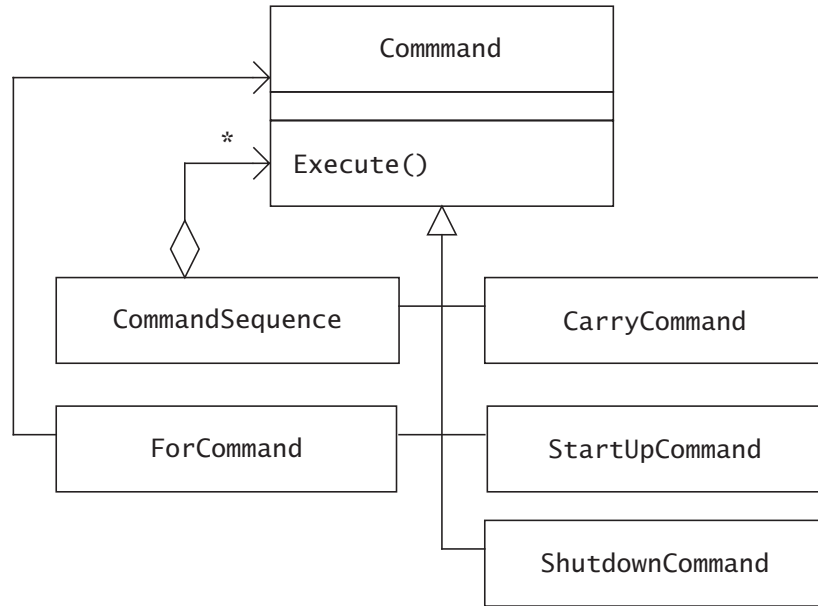 Commmand
*
Execute()
CommandSequence
CarryCommand
ForCommand
StartUpCommand
ShutdownCommand